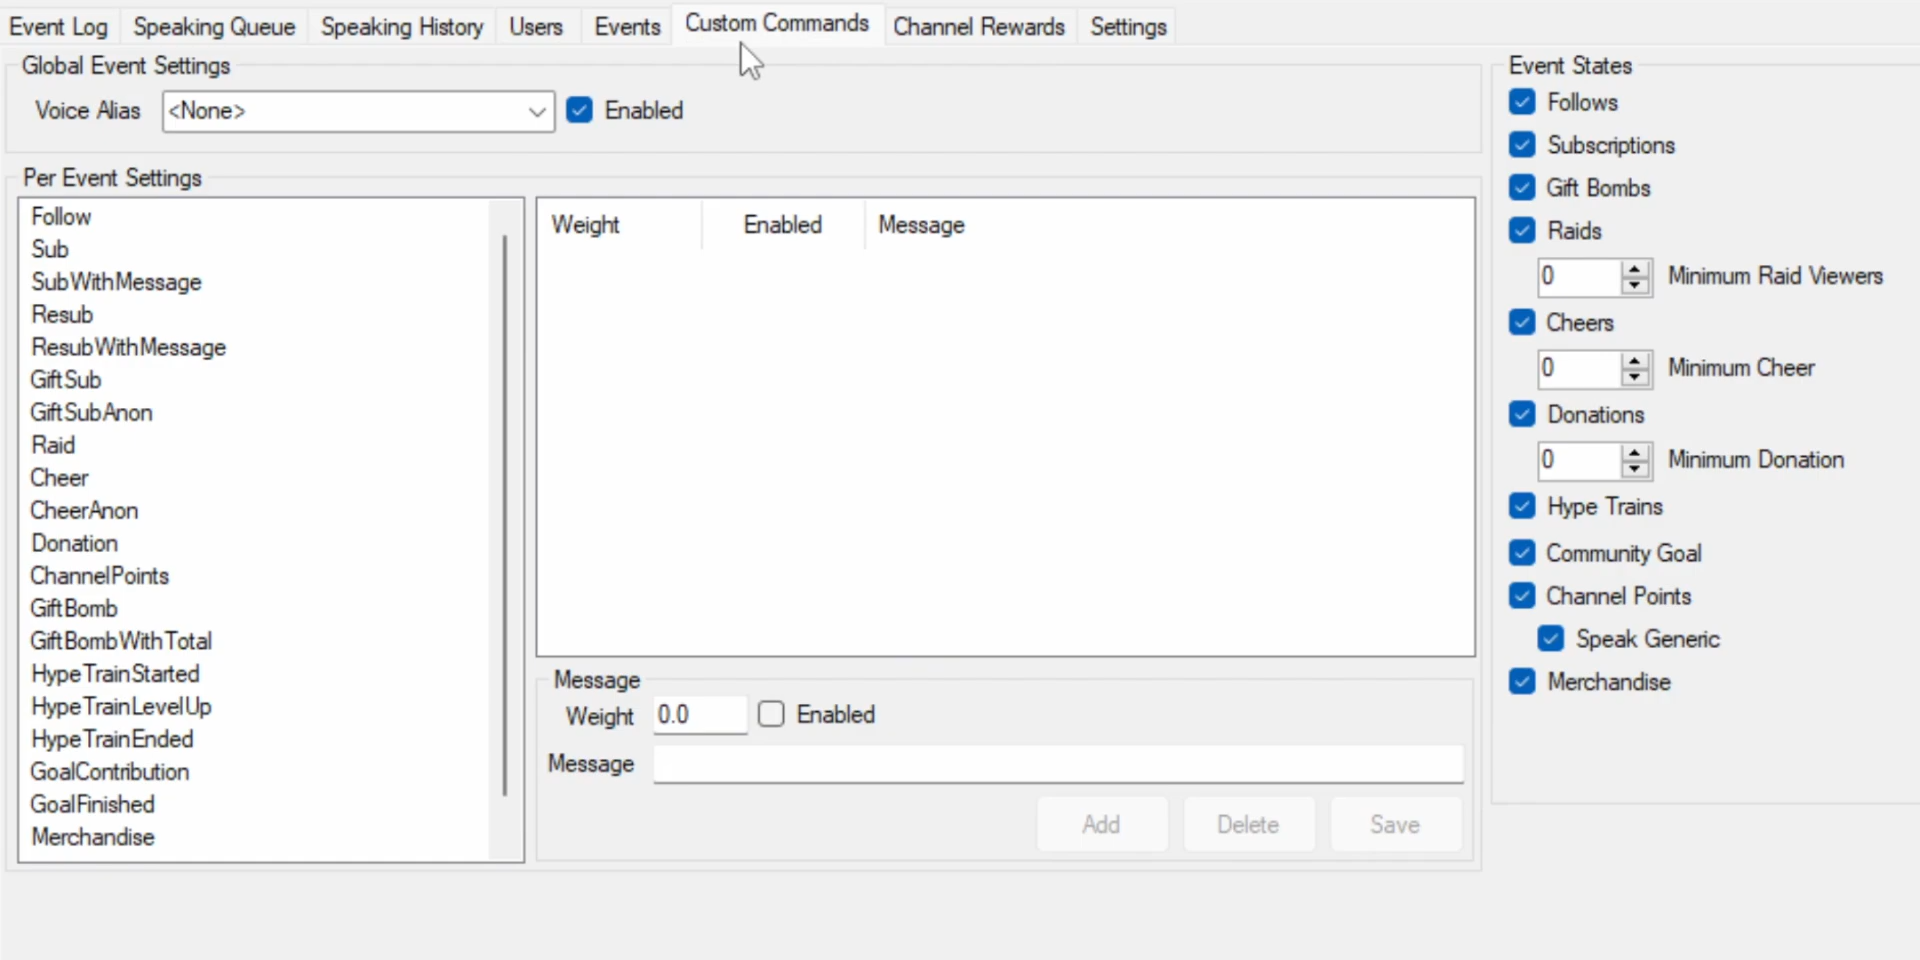 Event Log Speaking Queue Speaking History Users Events Custom Commands Channel Rewards Settings
Global Event Settings
Voice Alias <None> Enabled
Per Event Settings
Follow
Sub
SubWithMessage
Resub
ResubWithMessage
GiftSub
GiftSubAnon
Raid
Cheer
CheerAnon
Donation
ChannelPoints
GiftBomb
GiftBombWithTotal
HypeTrainStarted
HypeTrainLevelUp
HypeTrainEnded
GoalContribution
GoalFinished
Merchandise
Weight Enabled Message
Message
Weight 0.0 Enabled
Message
Add Delete Save
Event States
Follows
Subscriptions
Gift Bombs
Raids
0 Minimum Raid Viewers
Cheers
0 Minimum Cheer
Donations
0 Minimum Donation
Hype Trains
Community Goal
Channel Points
Speak Generic
Merchandise